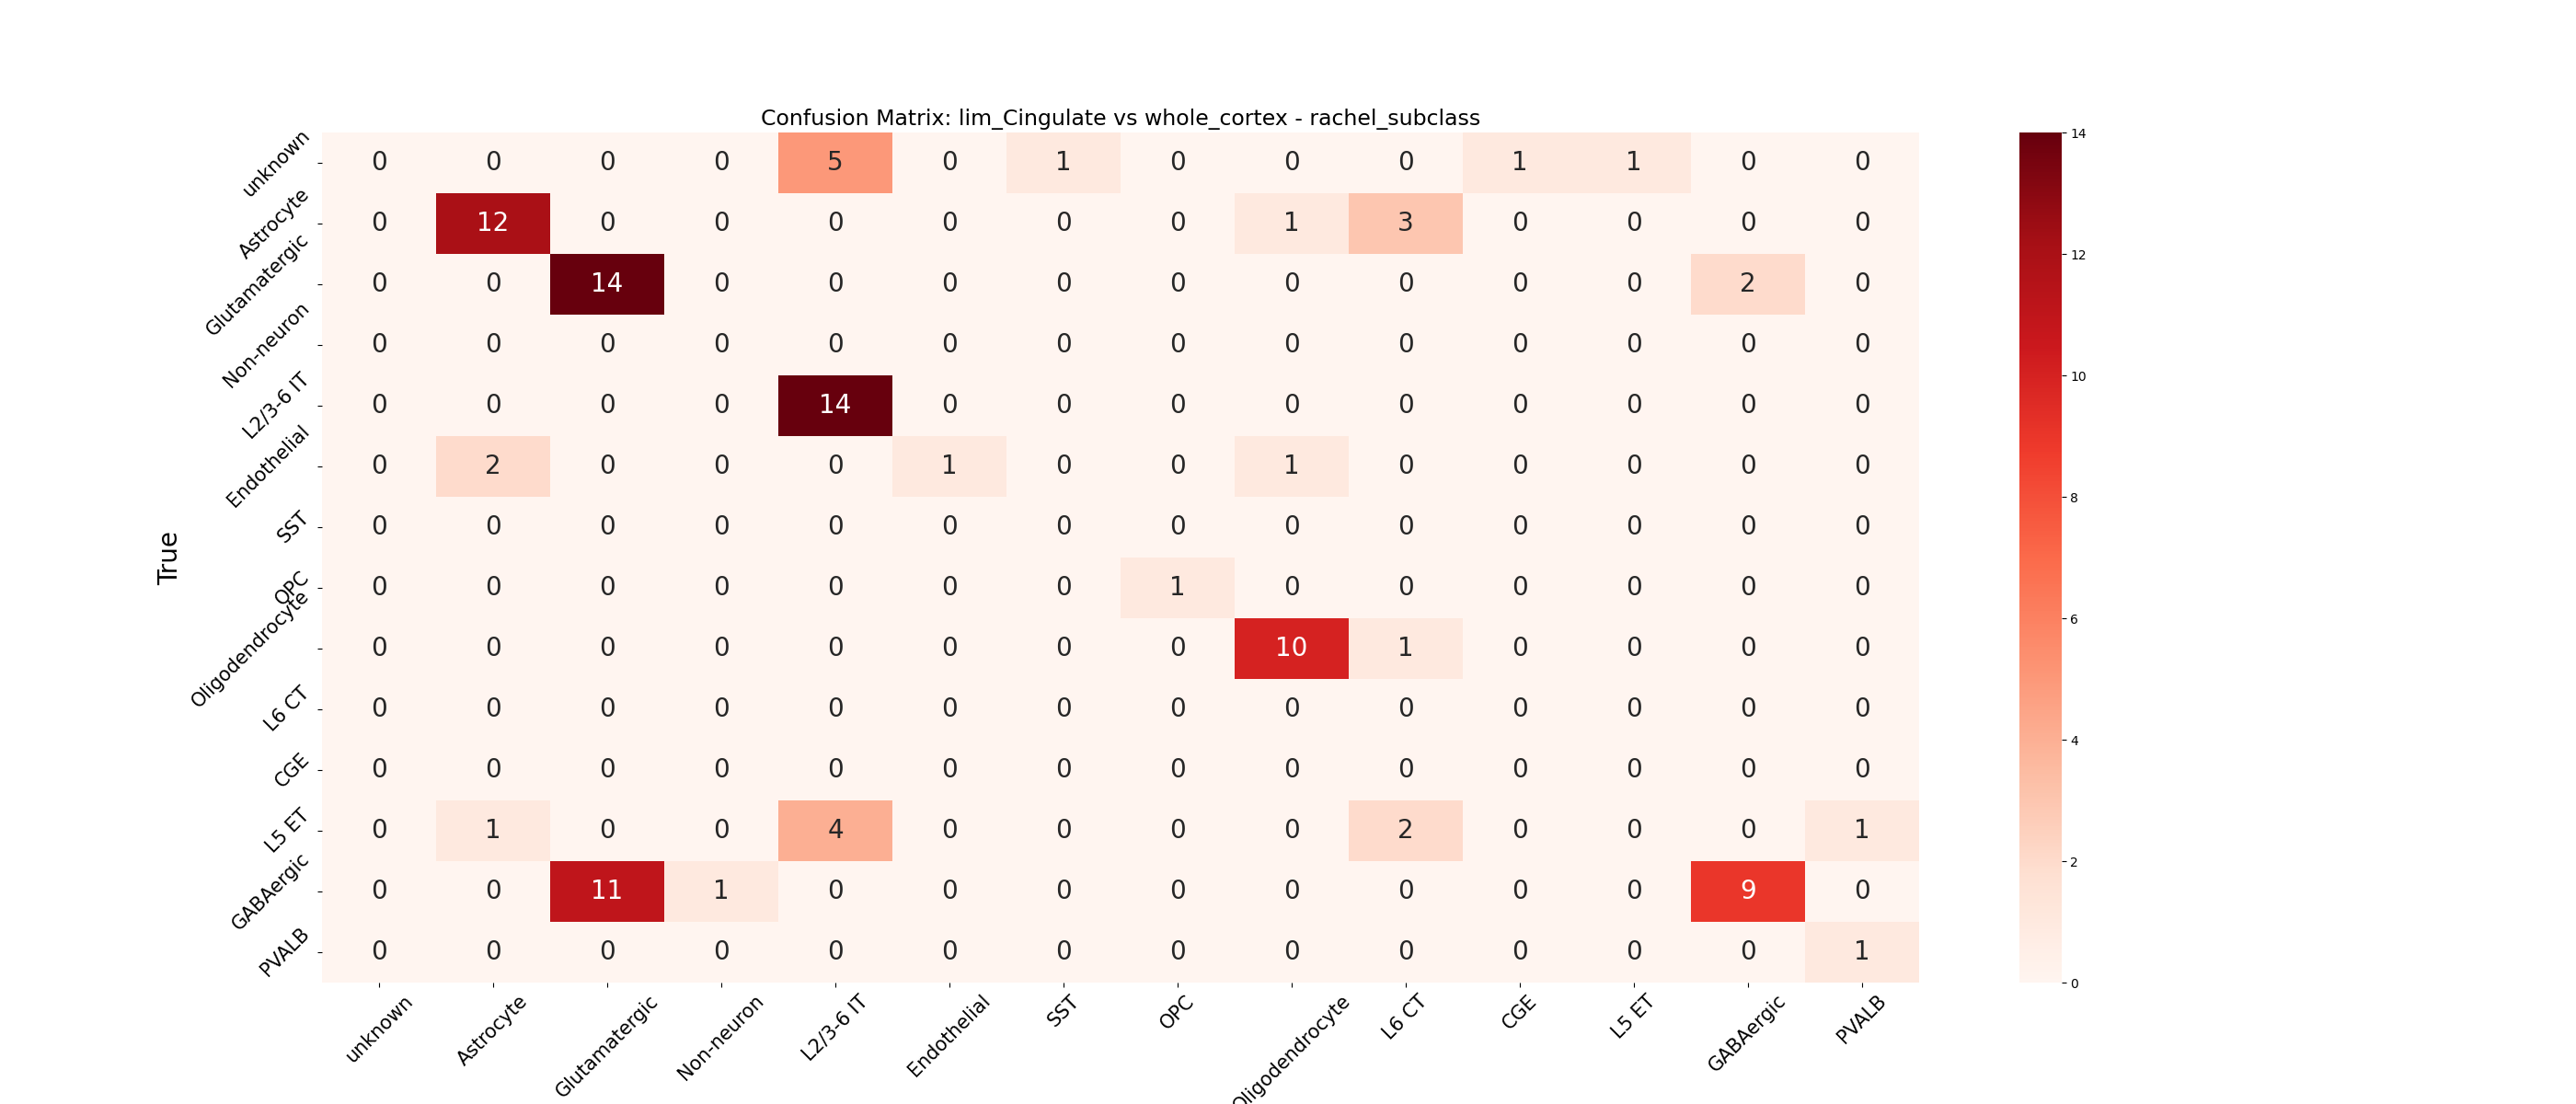 Confusion Matrix: lim_Cingulate vs whole_cortex - rachel_subclass
True
unknown 0 0 0 0 5 0 1 0 0 0 1 1 0 0
Astrocyte 0 12 0 0 0 0 0 0 1 3 0 0 0 0
Glutamatergic 0 0 14 0 0 0 0 0 0 0 0 0 2 0
Non-neuron 0 0 0 0 0 0 0 0 0 0 0 0 0 0
L2/3-6 IT 0 0 0 0 14 0 0 0 0 0 0 0 0 0
Endothelial 0 2 0 0 0 1 0 0 1 0 0 0 0 0
SST 0 0 0 0 0 0 0 0 0 0 0 0 0 0
OPC 0 0 0 0 0 0 0 1 0 0 0 0 0 0
Oligodendrocyte 0 0 0 0 0 0 0 0 10 1 0 0 0 0
L6 CT 0 0 0 0 0 0 0 0 0 0 0 0 0 0
CGE 0 0 0 0 0 0 0 0 0 0 0 0 0 0
L5 ET 0 1 0 0 4 0 0 0 0 2 0 0 0 1
GABAergic 0 0 11 1 0 0 0 0 0 0 0 0 9 0
PVALB 0 0 0 0 0 0 0 0 0 0 0 0 0 1
unknown Astrocyte Glutamatergic Non-neuron L2/3-6 IT Endothelial SST OPC Oligodendrocyte L6 CT CGE L5 ET GABAergic PVALB
14
12
10
8
6
4
2
0